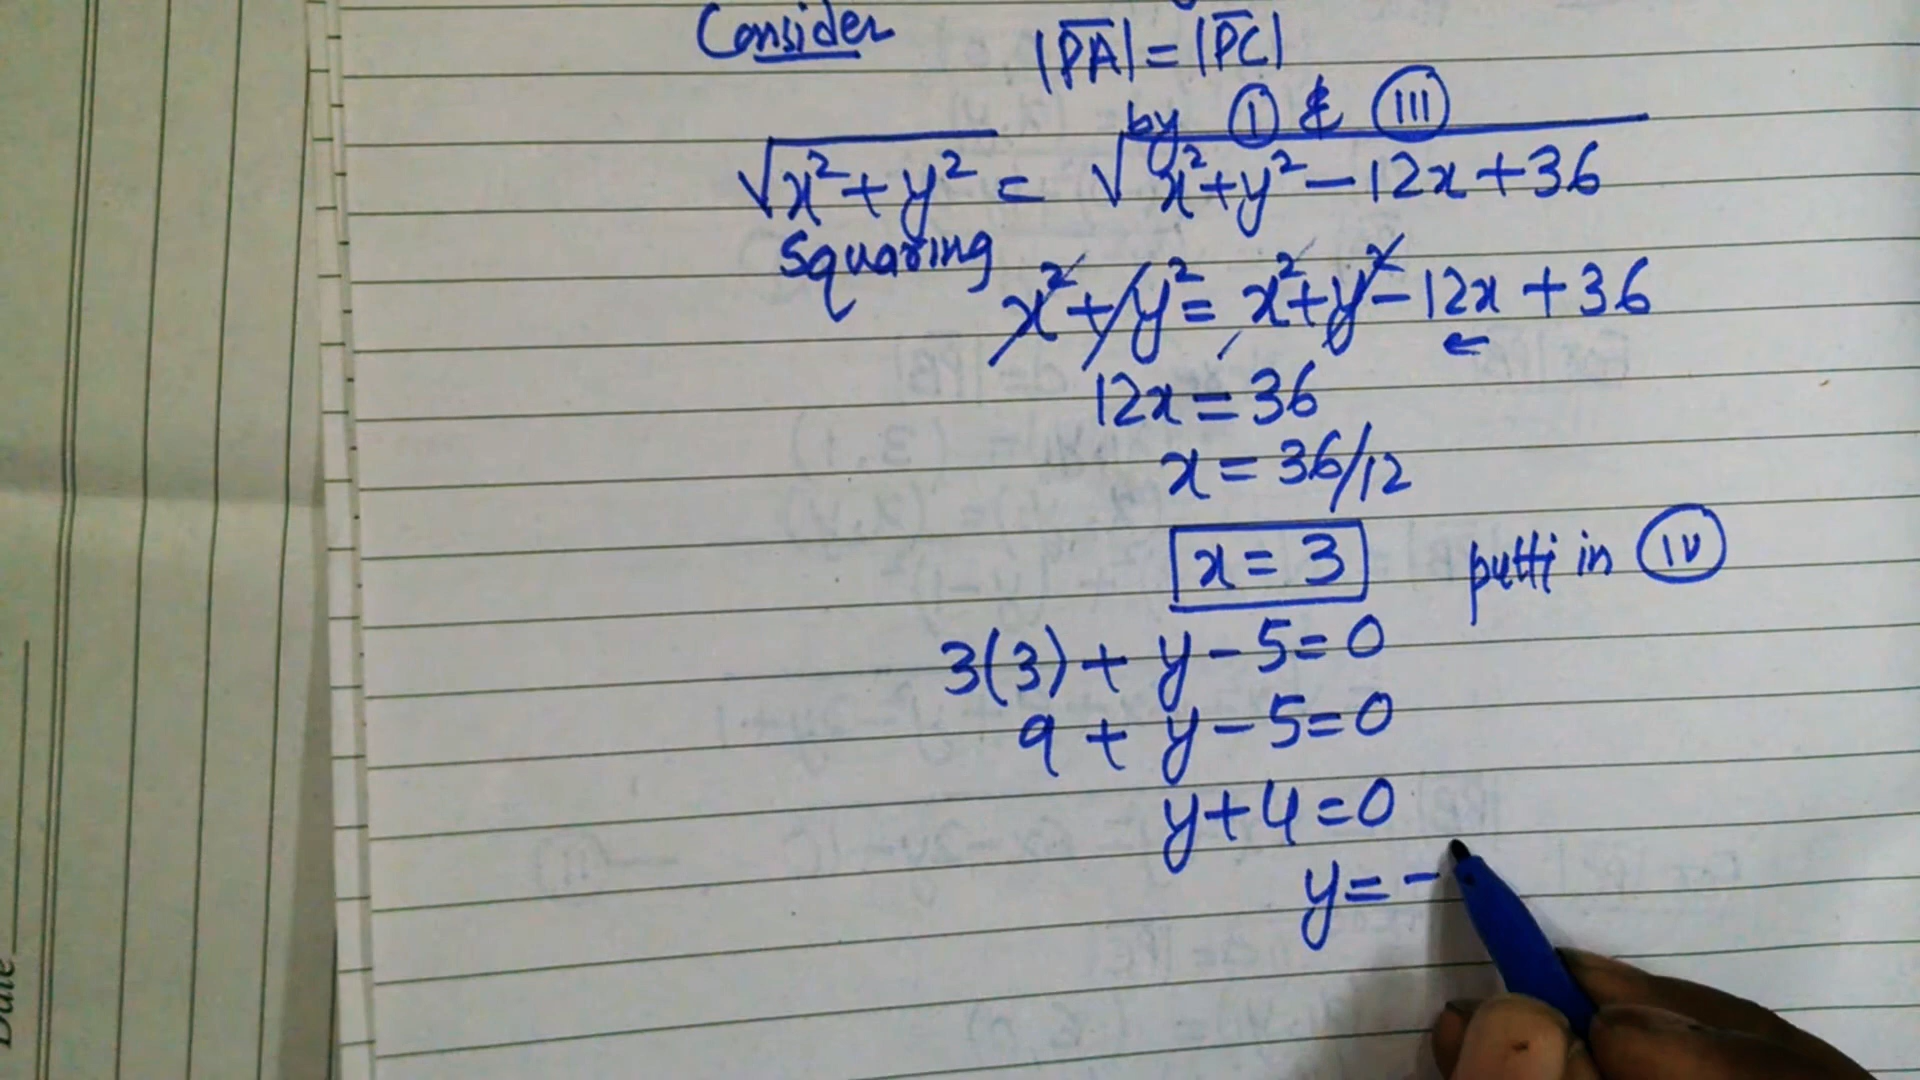 Consider
|PA| = |PC|
by (I) & (III)
√x²+y² = √x²+y²-12x+36
Squaring
x²+y² = x²+y²-12x+36
12x = 36
x = 36/12
x = 3 putti in (IV)
3(3) + y - 5 = 0
9 + y - 5 = 0
y + 4 = 0
y = -
Date